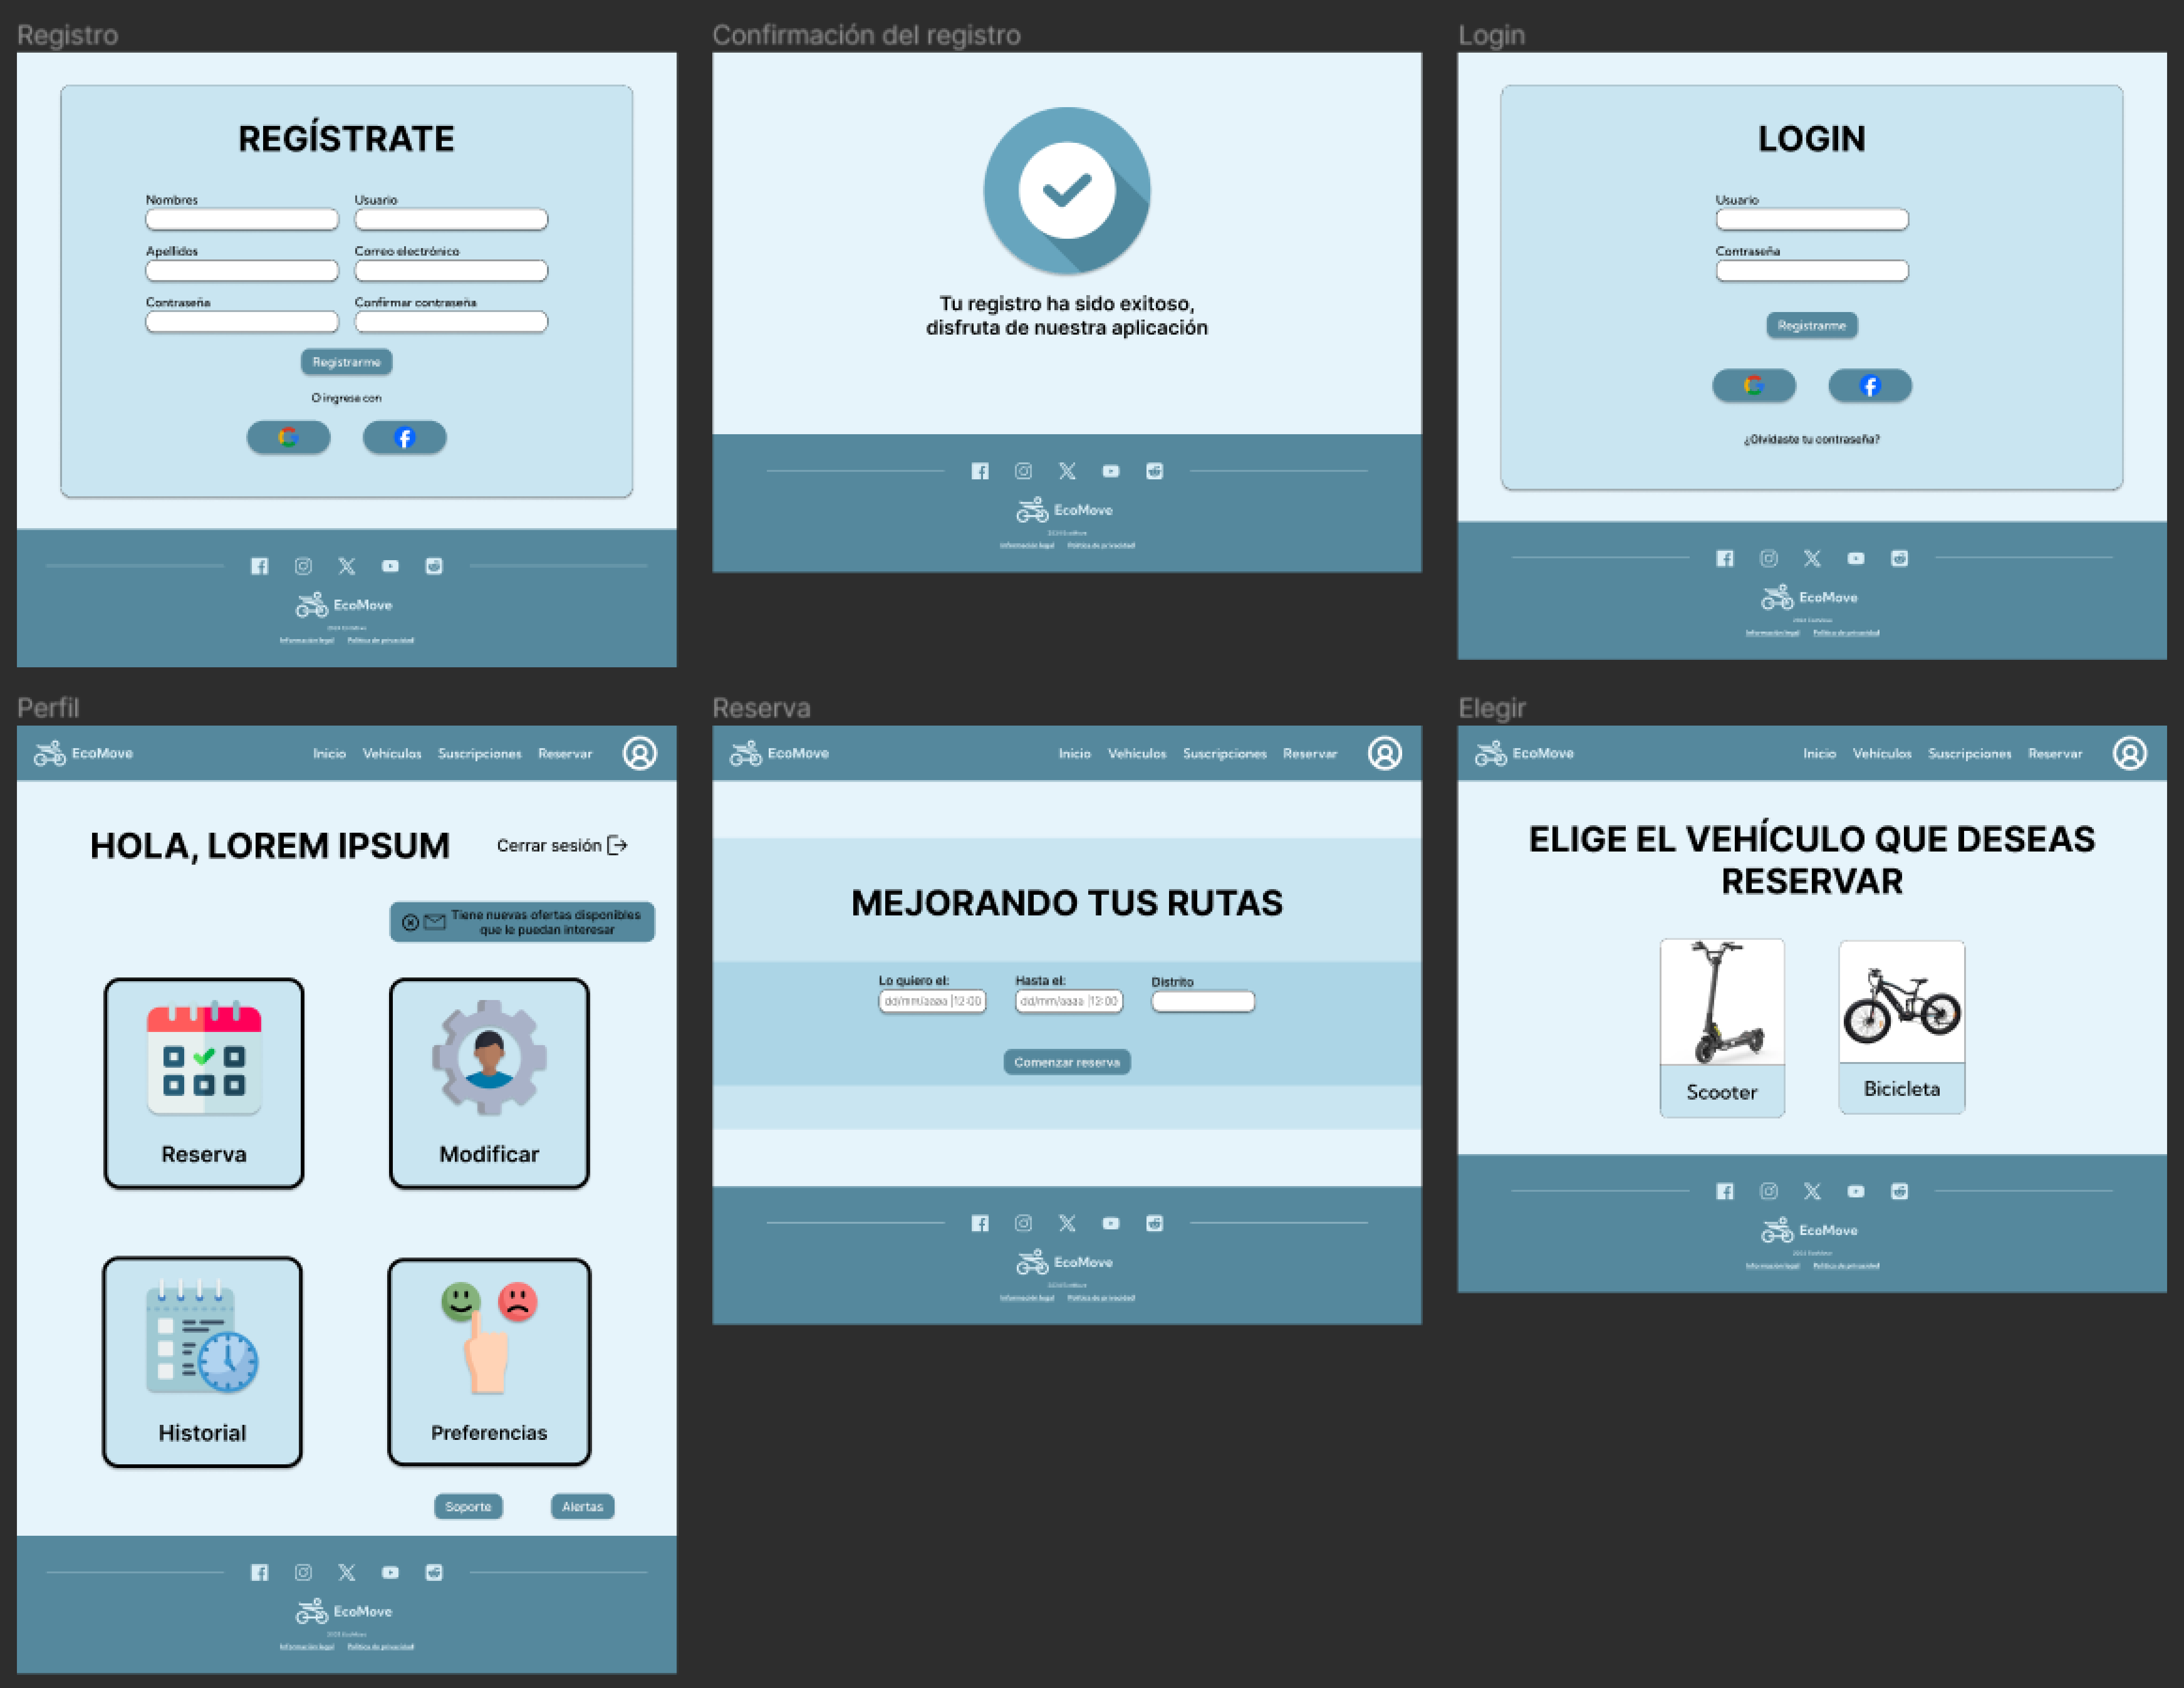 Registro
REGÍSTRATE
Nombres
Usuario
Apellidos
Correo electrónico
Contraseña
Confirmar contraseña
Registrarme
O ingresa con
EcoMove
Información legal
Política de privacidad
Confirmación del registro
Tu registro ha sido exitoso,
disfruta de nuestra aplicación
EcoMove
Información legal
Política de privacidad
Login
LOGIN
Usuario
Contraseña
Registrarme
¿Olvidaste tu contraseña?
EcoMove
Información legal
Política de privacidad
Perfil
EcoMove
Inicio
Vehículos
Suscripciones
Reservar
HOLA, LOREM IPSUM
Cerrar sesión
Tiene nuevas ofertas disponibles
que le puedan interesar
Reserva
Modificar
Historial
Preferencias
Soporte
Alertas
EcoMove
Información legal
Política de privacidad
Reserva
EcoMove
Inicio
Vehículos
Suscripciones
Reservar
MEJORANDO TUS RUTAS
Lo quiero el:
Hasta el:
Distrito
dd/mm/aaaa |12:00
dd/mm/aaaa |12:00
Comenzar reserva
EcoMove
Información legal
Política de privacidad
Elegir
EcoMove
Inicio
Vehículos
Suscripciones
Reservar
ELIGE EL VEHÍCULO QUE DESEAS
RESERVAR
Scooter
Bicicleta
EcoMove
Información legal
Política de privacidad